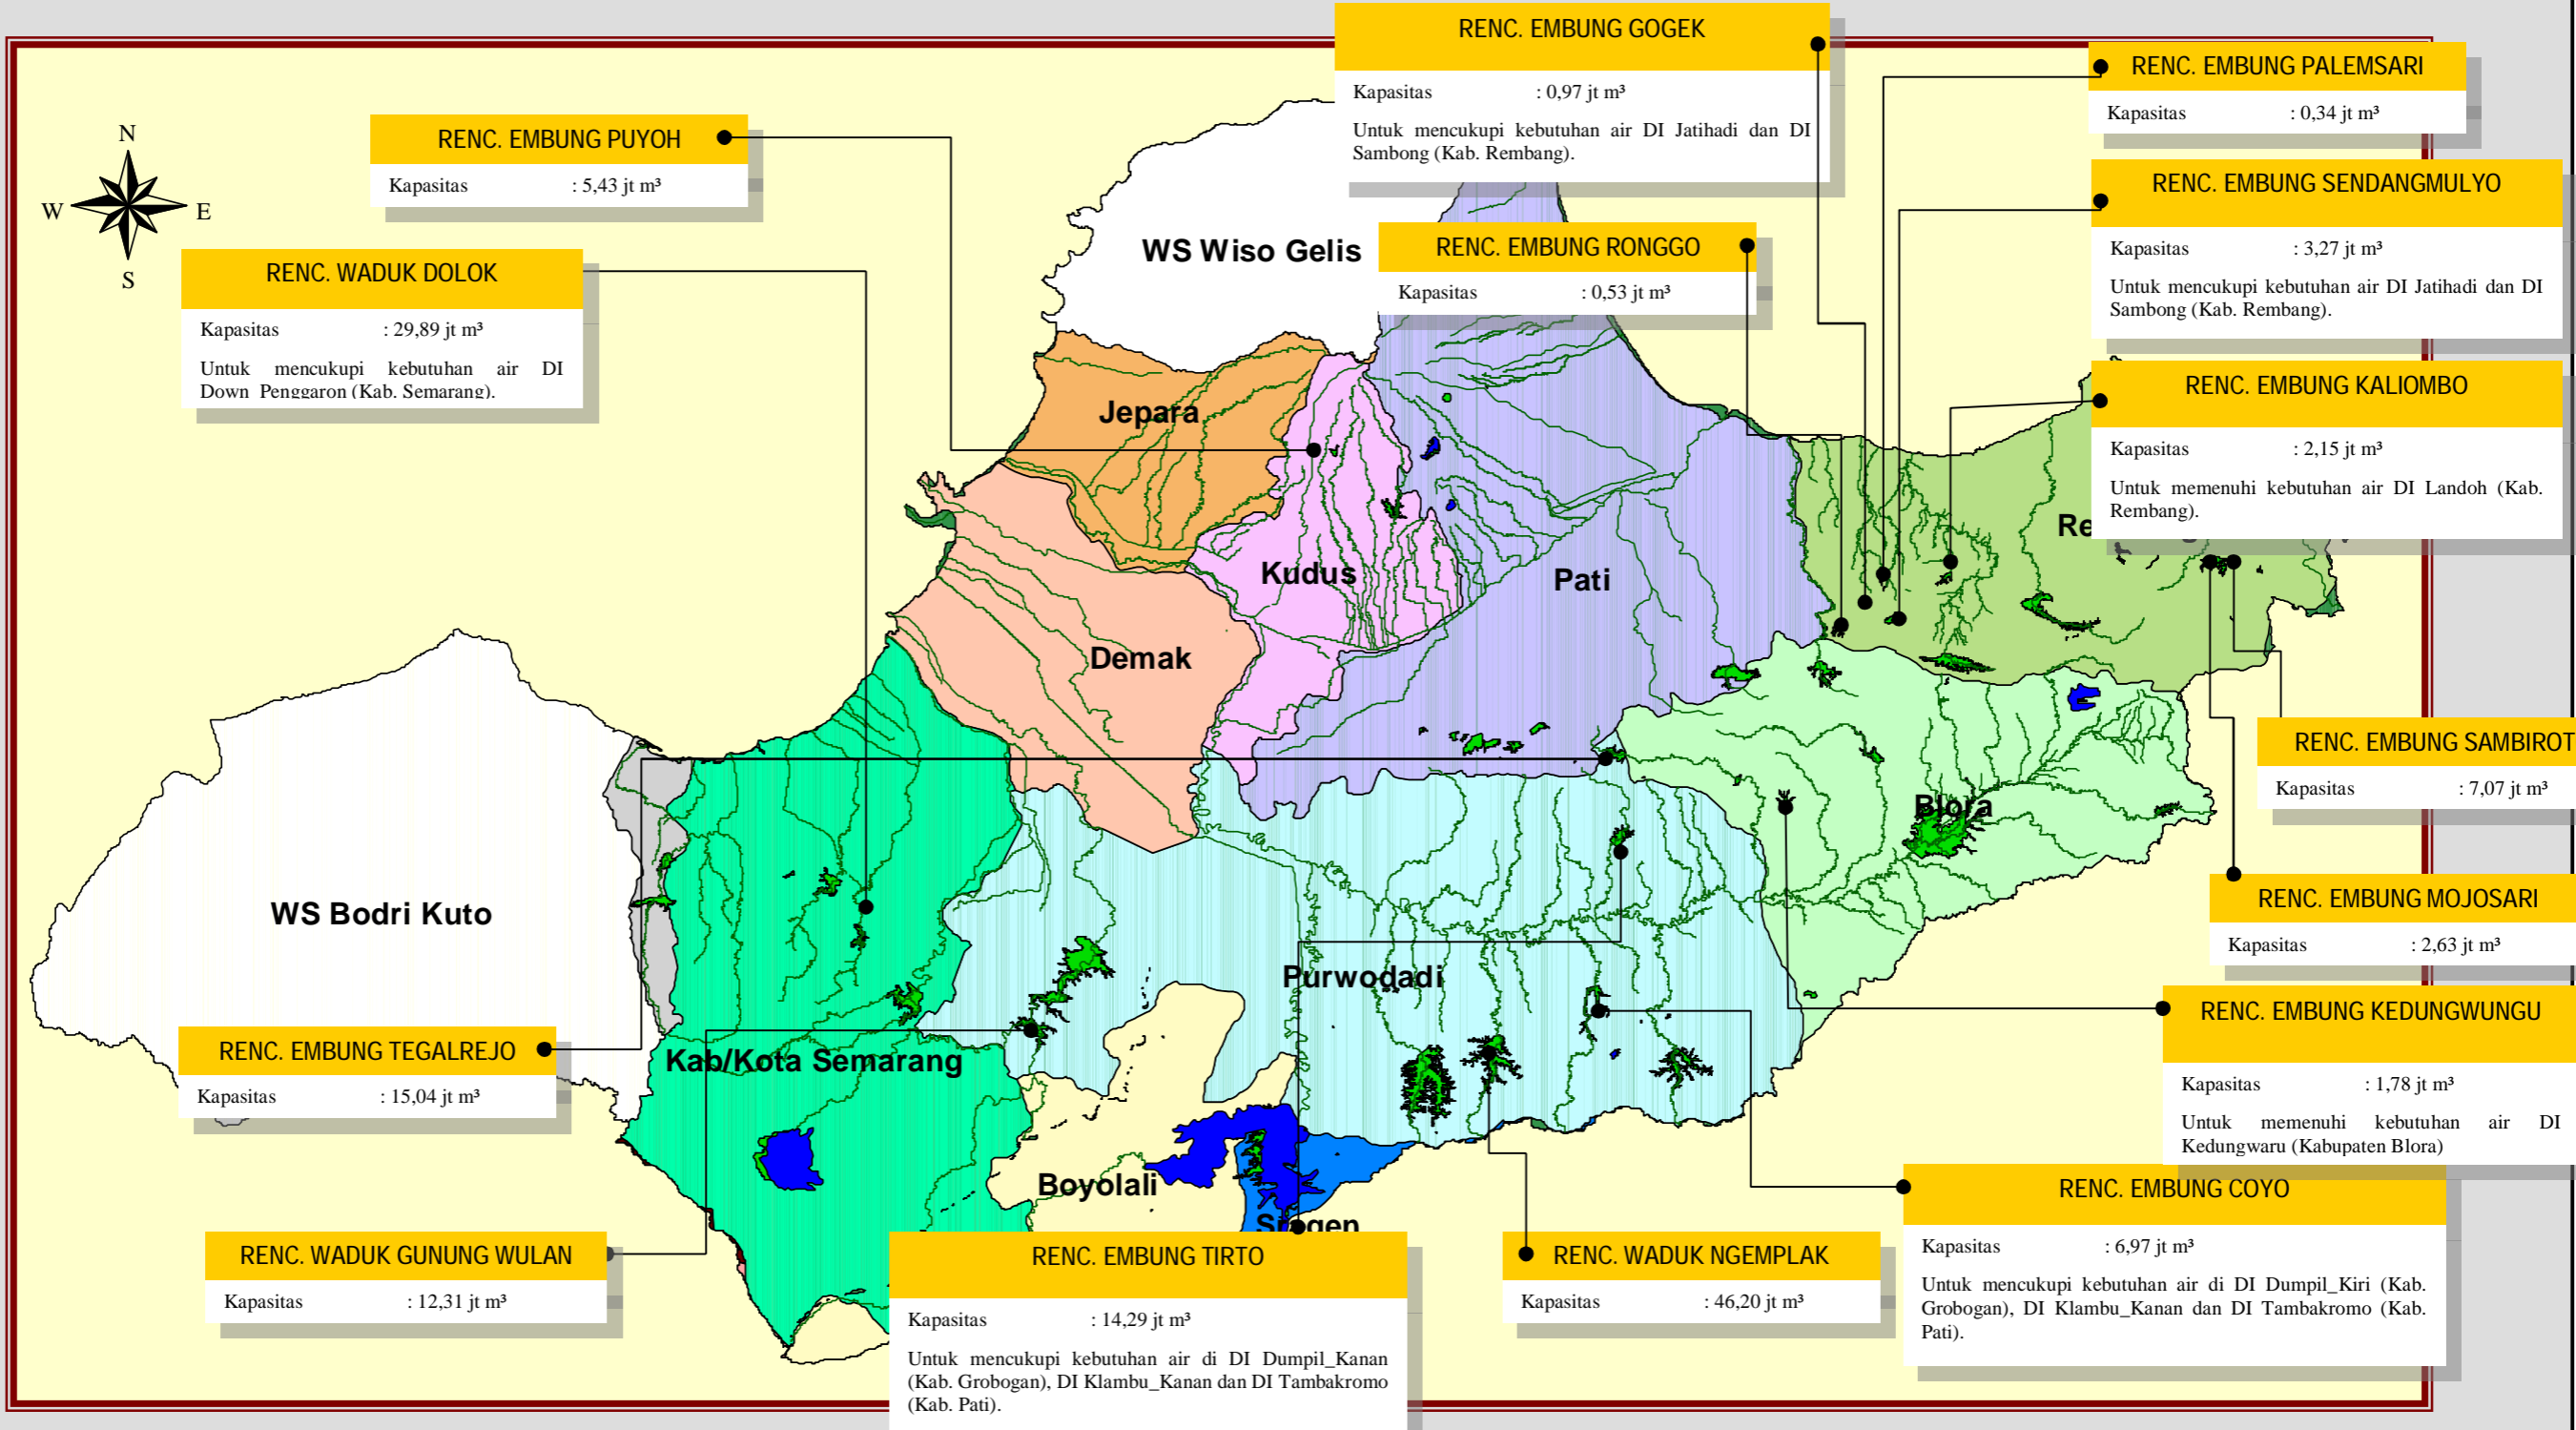 RENC. EMBUNG GOGEK
Kapasitas : 0,97 jt m³
Untuk mencukupi kebutuhan air DI Jatihadi dan DI
Sambong (Kab. Rembang).
RENC. EMBUNG PALEMSARI
Kapasitas : 0,34 jt m³
RENC. EMBUNG PUYOH
Kapasitas : 5,43 jt m³
N
W E
S
RENC. EMBUNG SENDANGMULYO
Kapasitas : 3,27 jt m³
Untuk mencukupi kebutuhan air DI Jatihadi dan DI
Sambong (Kab. Rembang).
WS Wiso Gelis
RENC. EMBUNG RONGGO
Kapasitas : 0,53 jt m³
RENC. WADUK DOLOK
Kapasitas : 29,89 jt m³
Untuk mencukupi kebutuhan air DI
Down_Penggaron (Kab. Semarang).
RENC. EMBUNG KALIOMBO
Kapasitas : 2,15 jt m³
Untuk memenuhi kebutuhan air DI Landoh (Kab.
Rembang).
Jepara
Re
Kudus
Pati
Demak
RENC. EMBUNG SAMBIROT
Kapasitas : 7,07 jt m³
Blora
RENC. EMBUNG MOJOSARI
Kapasitas : 2,63 jt m³
WS Bodri Kuto
Purwodadi
RENC. EMBUNG KEDUNGWUNGU
Kapasitas : 1,78 jt m³
Untuk memenuhi kebutuhan air DI
Kedungwaru (Kabupaten Blora)
RENC. EMBUNG TEGALREJO
Kapasitas : 15,04 jt m³
Kab/Kota Semarang
Boyolali
Sragen
RENC. EMBUNG COYO
Kapasitas : 6,97 jt m³
Untuk mencukupi kebutuhan air di DI Dumpil_Kiri (Kab.
Grobogan), DI Klambu_Kanan dan DI Tambakromo (Kab.
Pati).
RENC. WADUK GUNUNG WULAN
Kapasitas : 12,31 jt m³
RENC. EMBUNG TIRTO
Kapasitas : 14,29 jt m³
Untuk mencukupi kebutuhan air di DI Dumpil_Kanan
(Kab. Grobogan), DI Klambu_Kanan dan DI Tambakromo
(Kab. Pati).
RENC. WADUK NGEMPLAK
Kapasitas : 46,20 jt m³